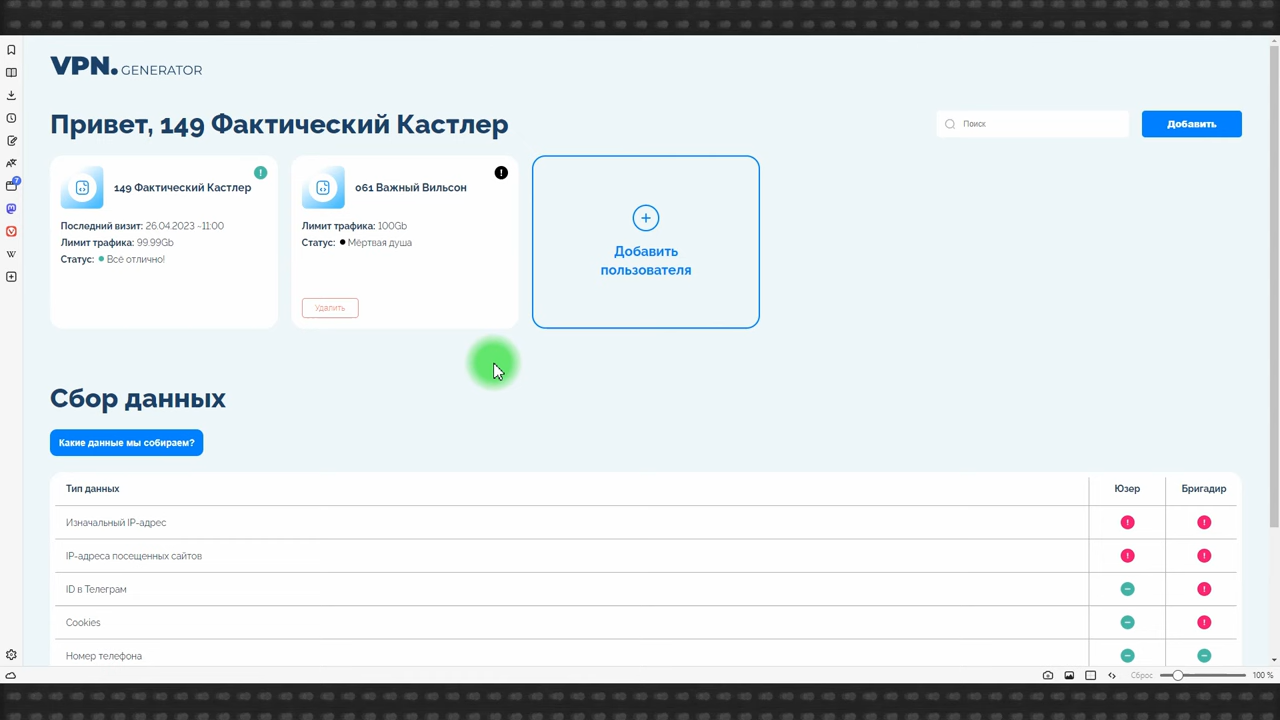 VPN. GENERATOR
Привет, 149 Фактический Кастлер
Поиск
Добавить
149 Фактический Кастлер
Последний визит: 26.04.2023 ~11:00
Лимит трафика: 99.99Gb
Статус: Всё отлично!
061 Важный Вильсон
Лимит трафика: 100Gb
Статус: Мёртвая душа
Удалить
Добавить
пользователя
Сбор данных
Какие данные мы собираем?
Тип данных Юзер Бригадир
Изначальный IP-адрес
IP-адреса посещенных сайтов
ID в Телеграм
Cookies
Номер телефона
7
W
Сброс
100 %